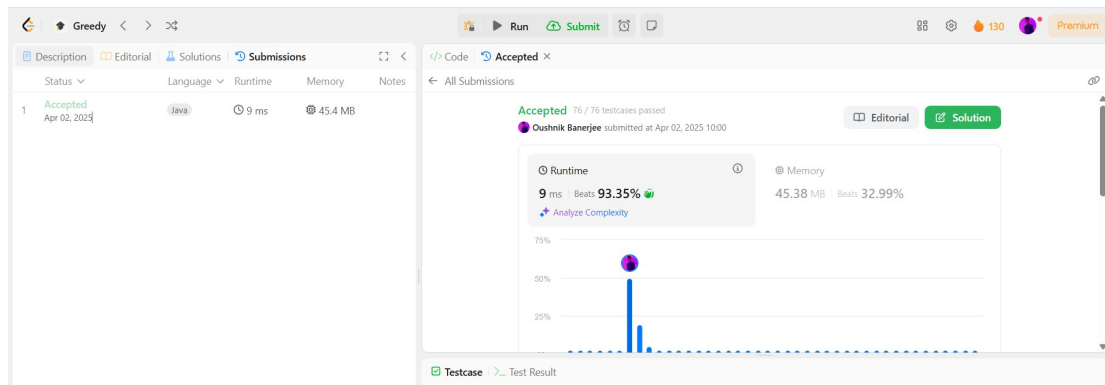 Greedy Run Submit 130 Premium
Description Editorial Solutions Submissions
Status Language Runtime Memory Notes
1 Accepted Java 9 ms 45.4 MB
Apr 02, 2025
Code Accepted
All Submissions
Accepted 76 / 76 testcases passed
Oushnik Banerjee submitted at Apr 02, 2025 10:00
Editorial Solution
Runtime
9 ms Beats 93.35%
Analyze Complexity
Memory
45.38 MB Beats 32.99%
75%
50%
25%
Testcase Test Result